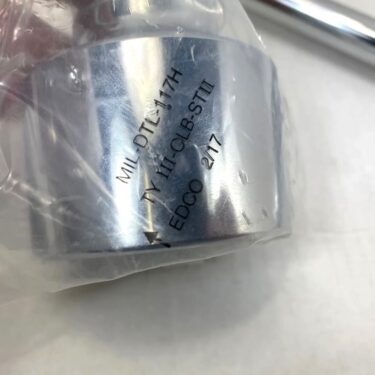 MIL-DTL-117H
TY III-CLB-STII
EDCO 2/17